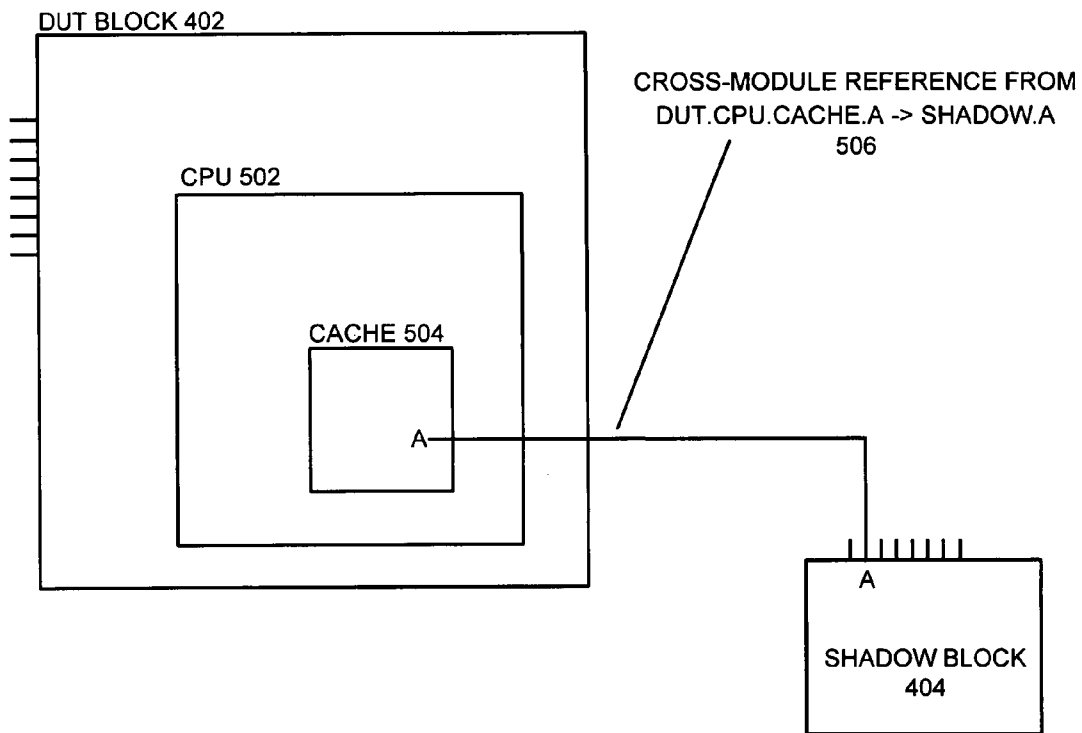 DUT BLOCK 402
CROSS-MODULE REFERENCE FROM
DUT.CPU.CACHE.A -> SHADOW.A
506
CPU 502
CACHE 504
A
A
SHADOW BLOCK
404